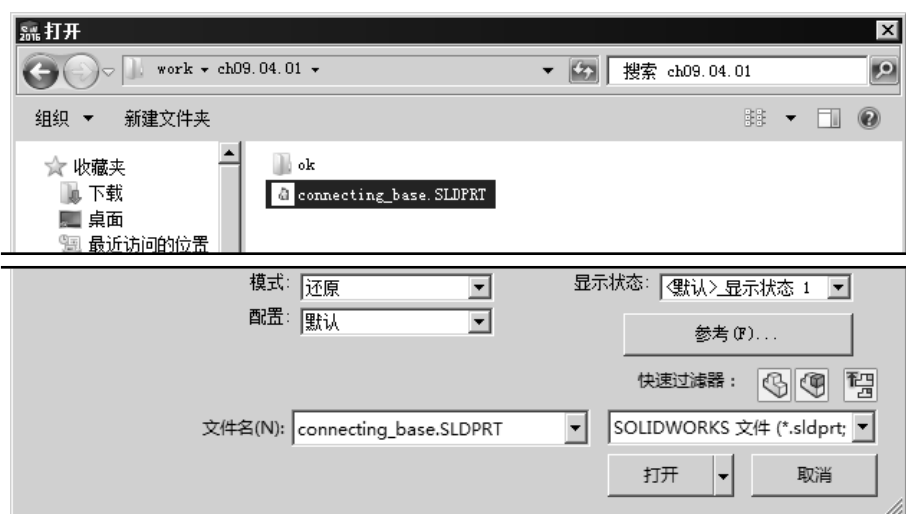 SW 2016 打开
work ch09.04.01 搜索 ch09.04.01
组织 新建文件夹
收藏夹 ok
下载 connecting_base.SLDPRT
桌面
最近访问的位置
模式: 还原 显示状态: <默认>_显示状态 1
配置: 默认 参考(F)...
快速过滤器：
文件名(N): connecting_base.SLDPRT SOLIDWORKS 文件 (*.sldprt;
打开 取消